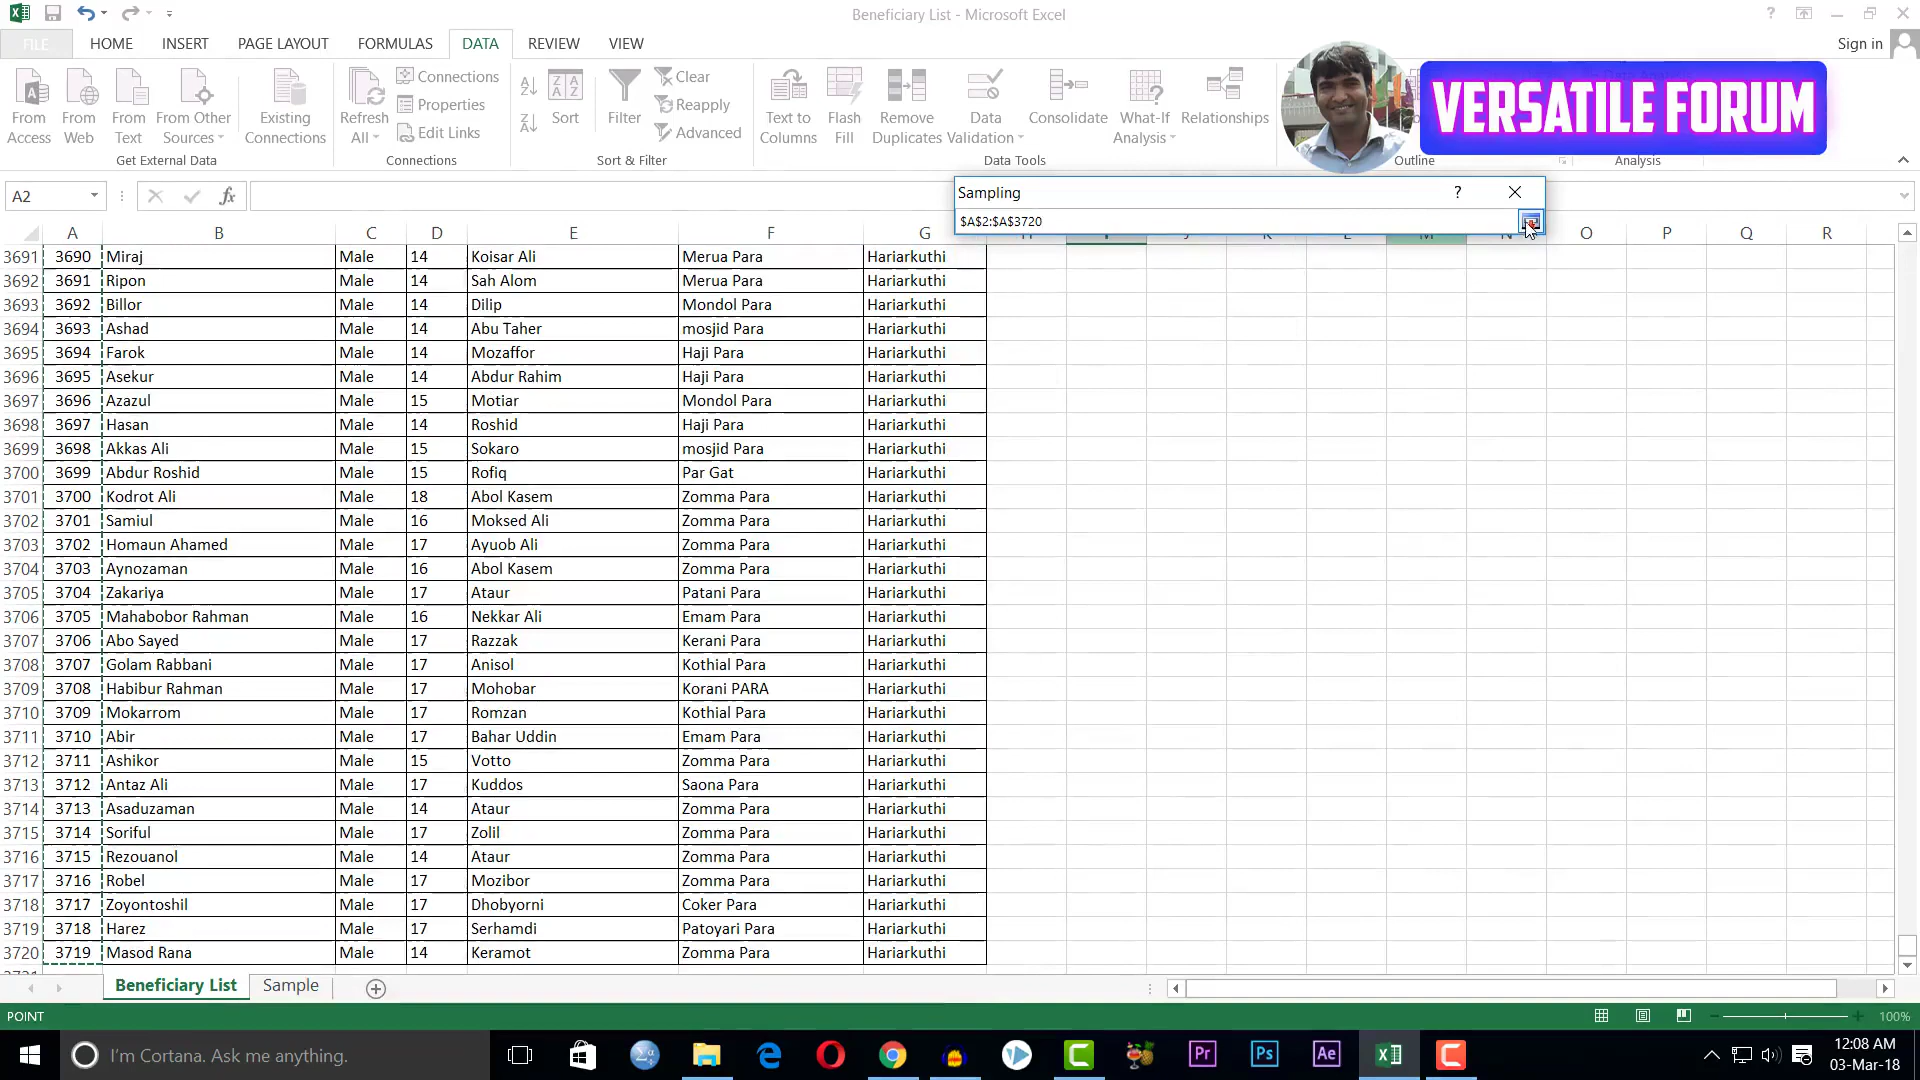 Beneficiary List - Microsoft Excel
FILE HOME INSERT PAGE LAYOUT FORMULAS DATA REVIEW VIEW Sign in
From Access
From Web
From Text
From Other Sources
Existing Connections
Get External Data
Refresh All
Connections
Properties
Edit Links
Connections
Sort
Filter
Clear
Reapply
Advanced
Sort & Filter
Text to Columns
Flash Fill
Remove Duplicates
Data Validation
Consolidate
What-If Analysis
Relationships
Data Tools
Outline
Analysis
VERSATILE FORUM
A2 fx
Sampling ?
$A$2:$A$3720
A B C D E F G O P Q R
3691 3690 Miraj Male 14 Koisar Ali Merua Para Hariarkuthi
3692 3691 Ripon Male 14 Sah Alom Merua Para Hariarkuthi
3693 3692 Billor Male 14 Dilip Mondol Para Hariarkuthi
3694 3693 Ashad Male 14 Abu Taher mosjid Para Hariarkuthi
3695 3694 Farok Male 14 Mozaffor Haji Para Hariarkuthi
3696 3695 Asekur Male 14 Abdur Rahim Haji Para Hariarkuthi
3697 3696 Azazul Male 15 Motiar Mondol Para Hariarkuthi
3698 3697 Hasan Male 14 Roshid Haji Para Hariarkuthi
3699 3698 Akkas Ali Male 15 Sokaro mosjid Para Hariarkuthi
3700 3699 Abdur Roshid Male 15 Rofiq Par Gat Hariarkuthi
3701 3700 Kodrot Ali Male 18 Abol Kasem Zomma Para Hariarkuthi
3702 3701 Samiul Male 16 Moksed Ali Zomma Para Hariarkuthi
3703 3702 Homaun Ahamed Male 17 Ayuob Ali Zomma Para Hariarkuthi
3704 3703 Aynozaman Male 16 Abol Kasem Zomma Para Hariarkuthi
3705 3704 Zakariya Male 17 Ataur Patani Para Hariarkuthi
3706 3705 Mahabobor Rahman Male 16 Nekkar Ali Emam Para Hariarkuthi
3707 3706 Abo Sayed Male 17 Razzak Kerani Para Hariarkuthi
3708 3707 Golam Rabbani Male 17 Anisol Kothial Para Hariarkuthi
3709 3708 Habibur Rahman Male 17 Mohobar Korani PARA Hariarkuthi
3710 3709 Mokarrom Male 17 Romzan Kothial Para Hariarkuthi
3711 3710 Abir Male 17 Bahar Uddin Emam Para Hariarkuthi
3712 3711 Ashikor Male 15 Votto Zomma Para Hariarkuthi
3713 3712 Antaz Ali Male 17 Kuddos Saona Para Hariarkuthi
3714 3713 Asaduzaman Male 14 Ataur Zomma Para Hariarkuthi
3715 3714 Soriful Male 17 Zolil Zomma Para Hariarkuthi
3716 3715 Rezouanol Male 14 Ataur Zomma Para Hariarkuthi
3717 3716 Robel Male 17 Mozibor Zomma Para Hariarkuthi
3718 3717 Zoyontoshil Male 17 Dhobyorni Coker Para Hariarkuthi
3719 3718 Harez Male 17 Serhamdi Patoyari Para Hariarkuthi
3720 3719 Masod Rana Male 14 Keramot Zomma Para Hariarkuthi
Beneficiary List Sample
POINT 100%
I'm Cortana. Ask me anything.
Pr Ps Ae
12:08 AM
03-Mar-18